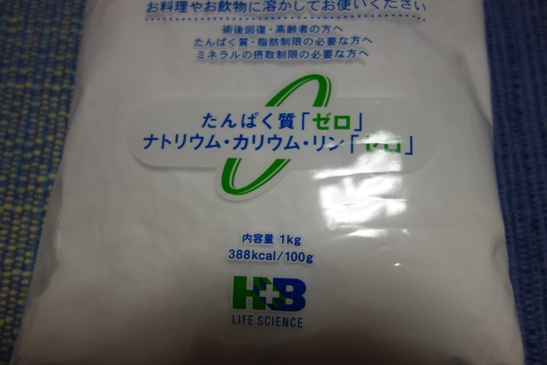 お料理やお飲物に溶かしてお使いください
術後回復・高齢者の方へ
たんぱく質・脂肪制限の必要な方へ
ミネラルの摂取制限の必要な方へ
たんぱく質「ゼロ」
ナトリウム・カリウム・リン「ゼロ」
内容量 1kg
388kcal/100g
H+B
LIFE SCIENCE